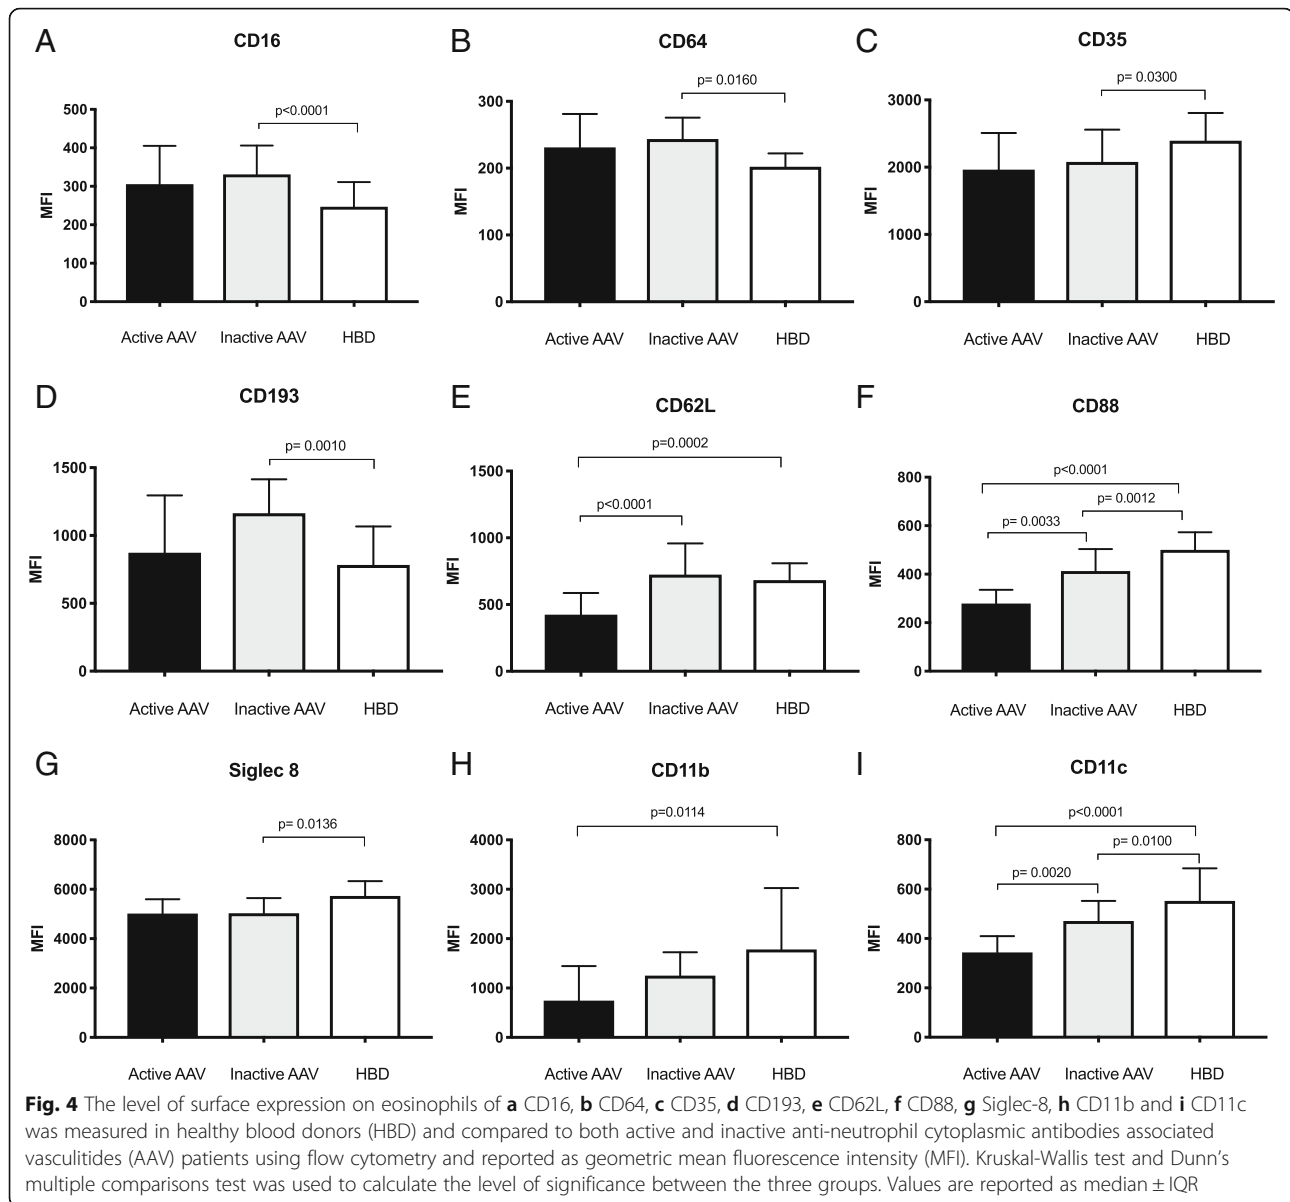 A
CD16
p<0.0001
500
400
300
200
100
0
MFI
Active AAV Inactive AAV HBD
B
CD64
p= 0.0160
300
200
100
0
MFI
Active AAV Inactive AAV HBD
C
CD35
p= 0.0300
3000
2000
1000
0
MFI
Active AAV Inactive AAV HBD
D
CD193
p= 0.0010
1500
1000
500
0
MFI
Active AAV Inactive AAV HBD
E
CD62L
p=0.0002
p<0.0001
1500
1000
500
0
MFI
Active AAV Inactive AAV HBD
F
CD88
p<0.0001
p= 0.0012
p= 0.0033
800
600
400
200
0
MFI
Active AAV Inactive AAV HBD
G
Siglec 8
p= 0.0136
8000
6000
4000
2000
0
MFI
Active AAV Inactive AAV HBD
H
CD11b
p=0.0114
4000
3000
2000
1000
0
MFI
Active AAV Inactive AAV HBD
I
CD11c
p<0.0001
p= 0.0100
p= 0.0020
800
600
400
200
0
MFI
Active AAV Inactive AAV HBD
Fig. 4 The level of surface expression on eosinophils of a CD16, b CD64, c CD35, d CD193, e CD62L, f CD88, g Siglec-8, h CD11b and i CD11c
was measured in healthy blood donors (HBD) and compared to both active and inactive anti-neutrophil cytoplasmic antibodies associated
vasculitides (AAV) patients using flow cytometry and reported as geometric mean fluorescence intensity (MFI). Kruskal-Wallis test and Dunn's
multiple comparisons test was used to calculate the level of significance between the three groups. Values are reported as median ± IQR